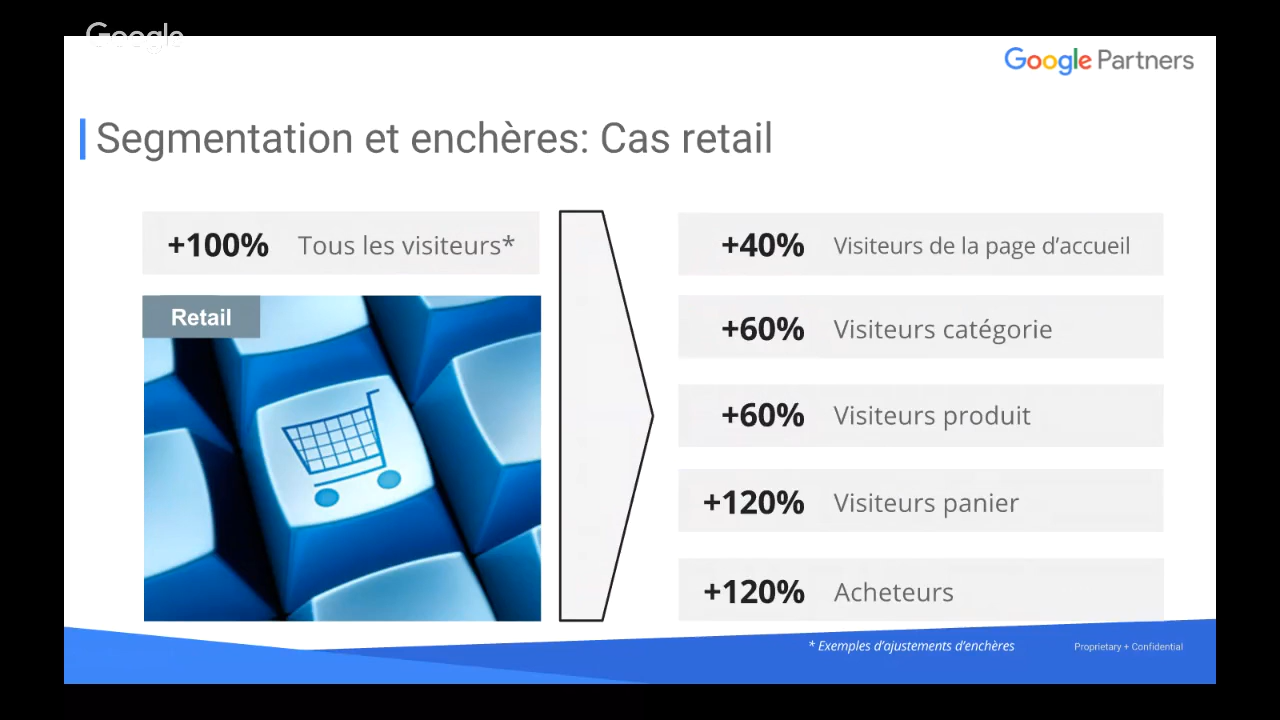 Google
Google Partners
Segmentation et enchères: Cas retail
+100% Tous les visiteurs*
Retail
+40% Visiteurs de la page d’accueil
+60% Visiteurs catégorie
+60% Visiteurs produit
+120% Visiteurs panier
+120% Acheteurs
* Exemples d’ajustements d’enchères
Proprietary + Confidential